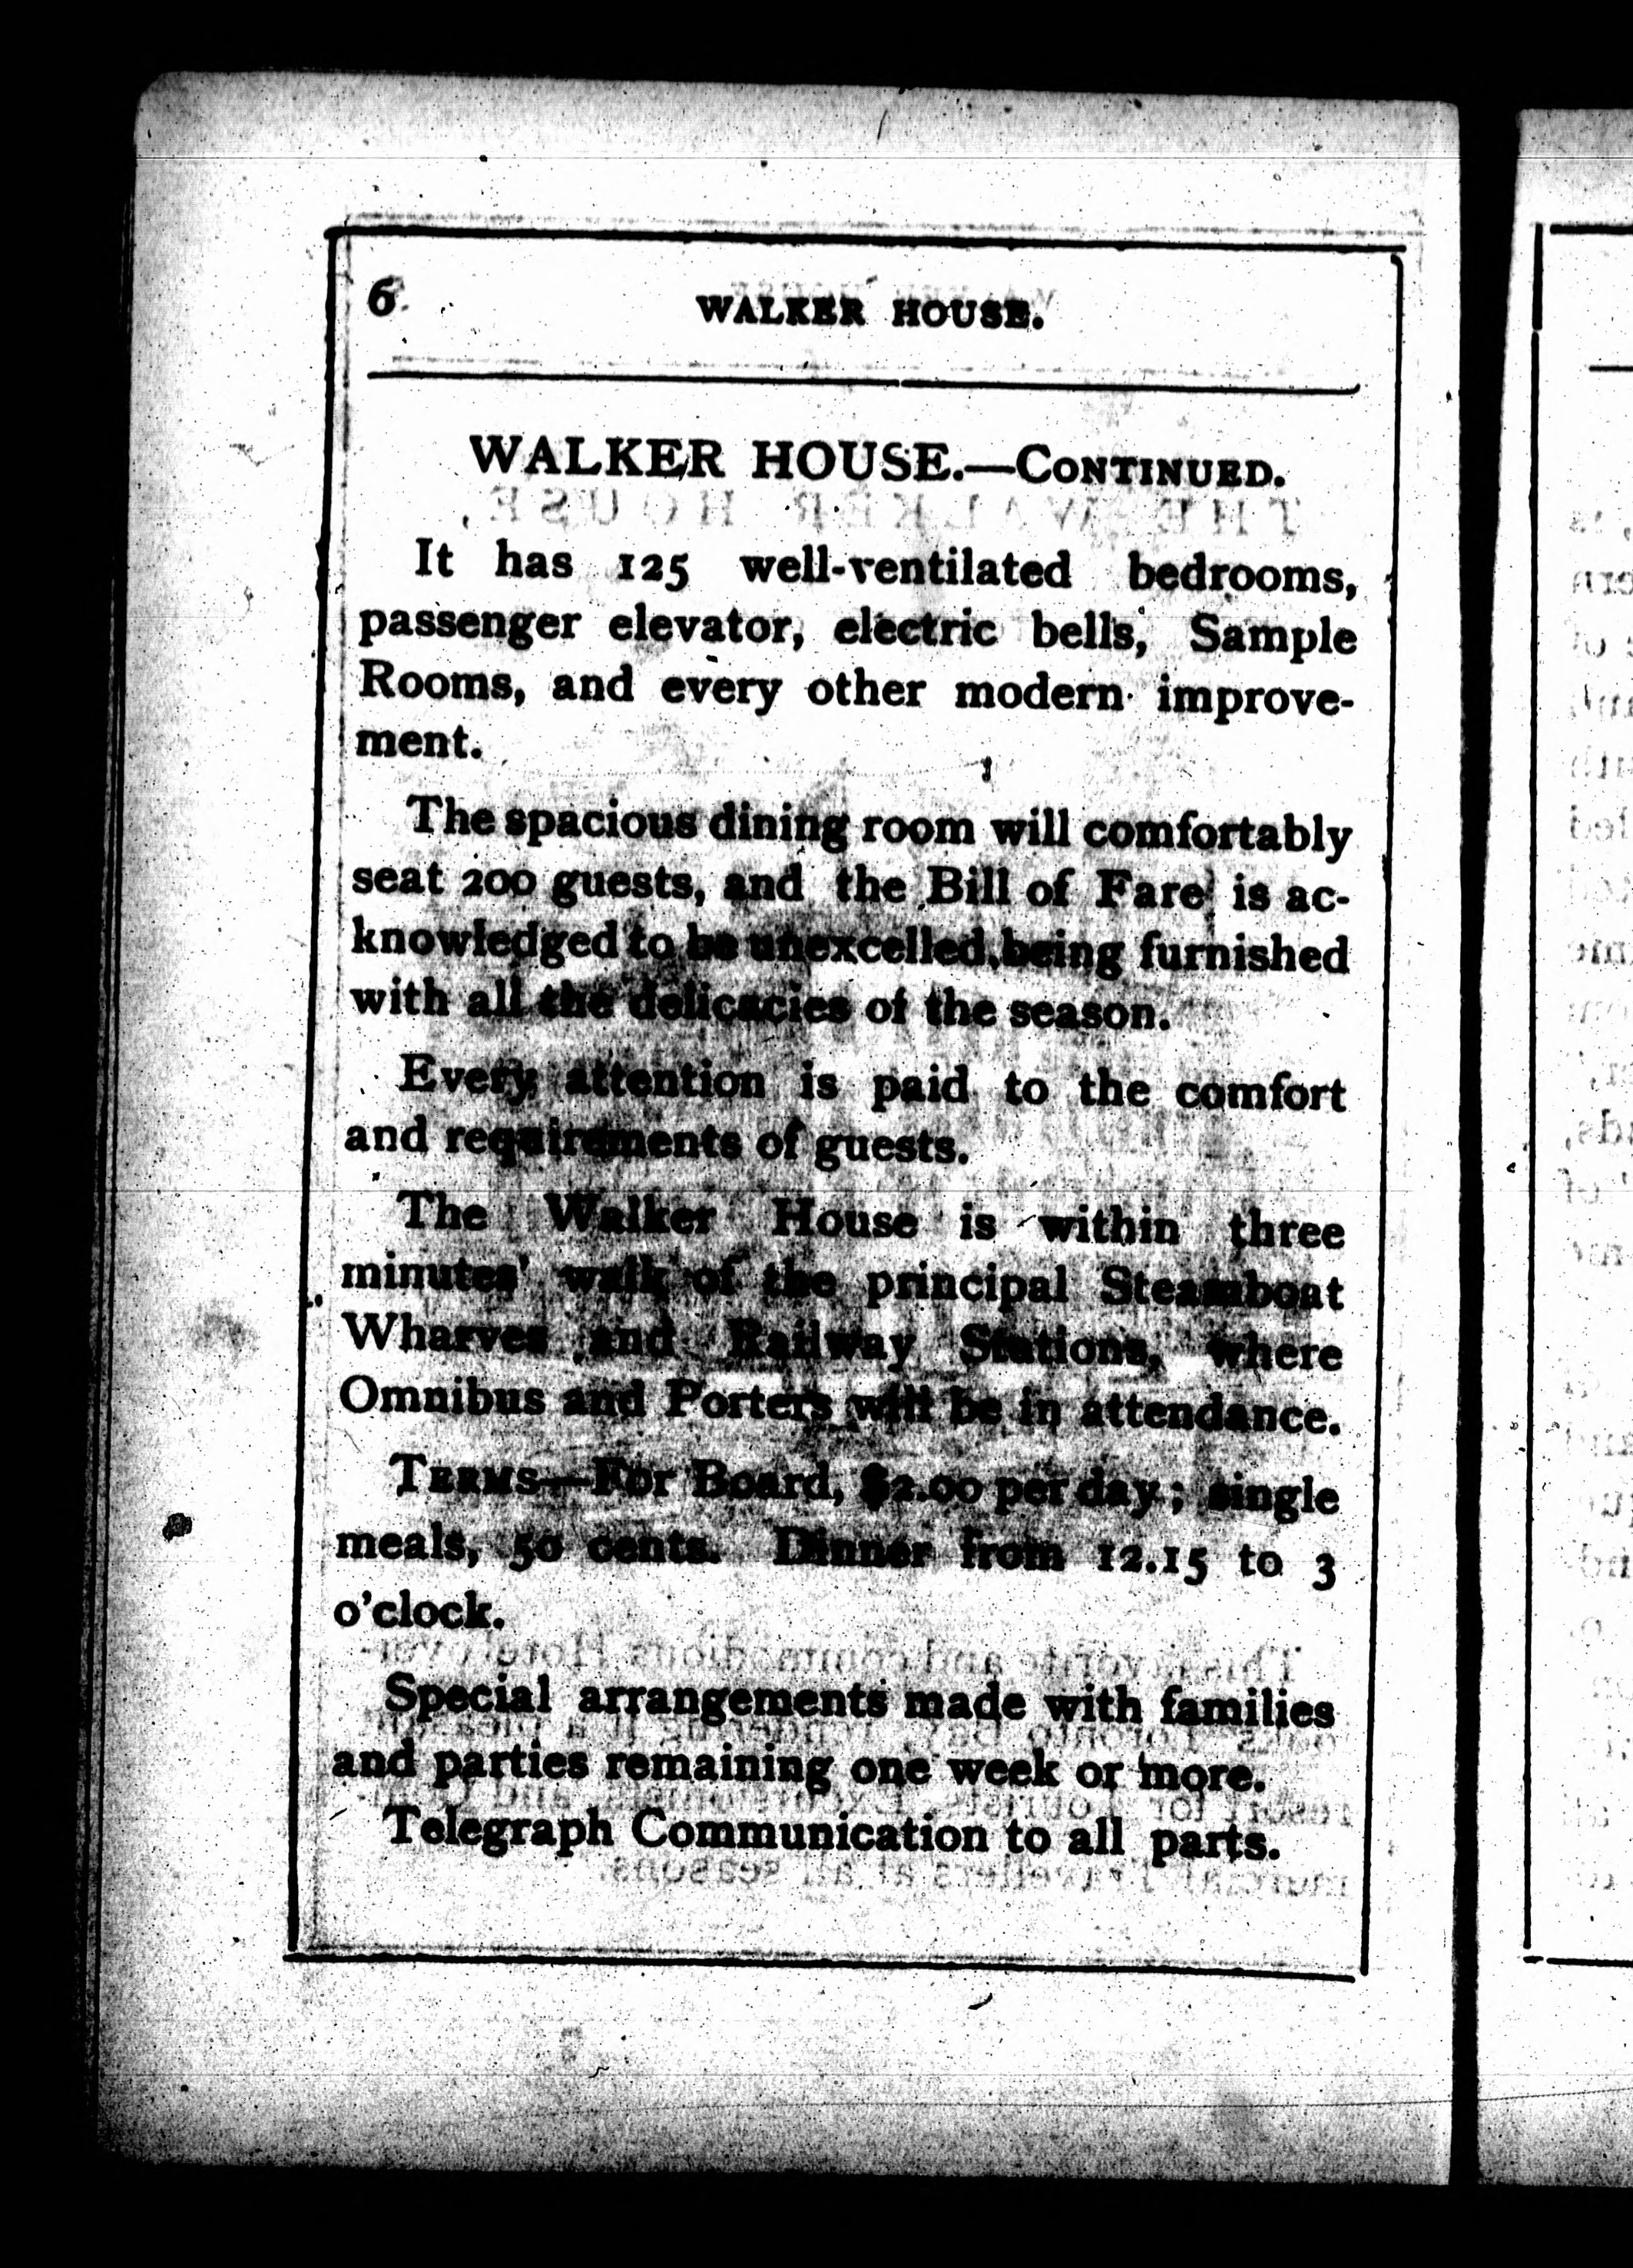 6
WALKER HOUSE.
WALKER HOUSE.—CONTINUED.
It has 125 well-ventilated bedrooms,
passenger elevator, electric bells, Sample
Rooms, and every other modern improve-
ment.
The spacious dining room will comfortably
seat 200 guests, and the Bill of Fare is ac-
knowledged to be unexcelled, being furnished
with all the delicacies of the season.
Every attention is paid to the comfort
and requirements of guests.
The Walker House is within three
minutes' walk of the principal Steamboat
Wharves and Railway Stations, where
Omnibus and Porters will be in attendance.
TERMS—For Board, $2.00 per day; single
meals, 50 cents. Dinner from 12.15 to 3
o'clock.
Special arrangements made with families
and parties remaining one week or more.
Telegraph Communication to all parts.